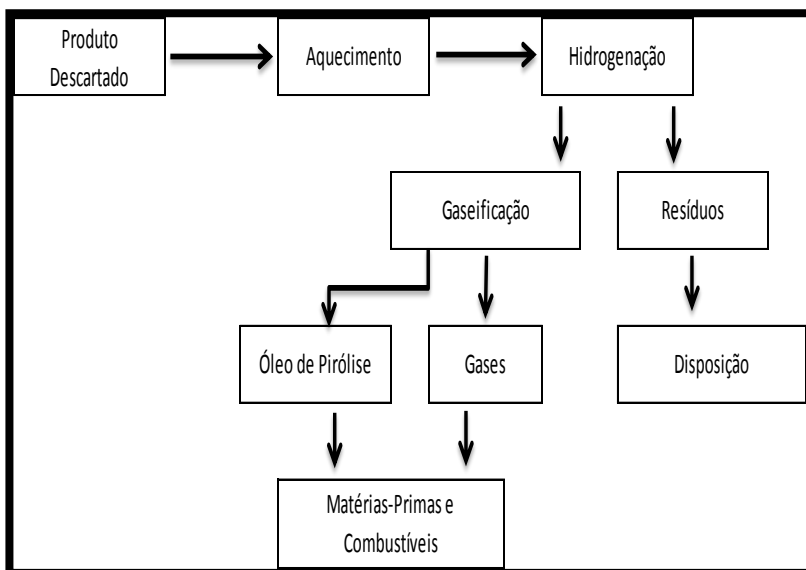 Produto
Descartado
Aquecimento
Hidrogenação
Gaseificação
Resíduos
Óleo de Pirólise
Gases
Disposição
Matérias-Primas e
Combustíveis